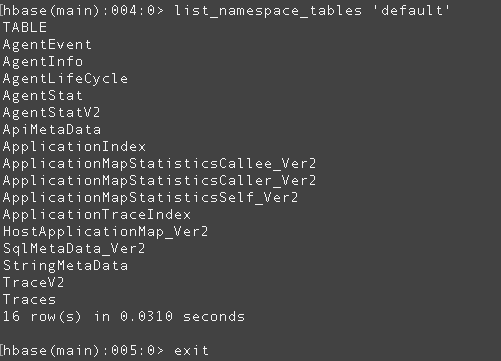 hbase(main):004:0> list_namespace_tables 'default'
TABLE
AgentEvent
AgentInfo
AgentLifeCycle
AgentStat
AgentStatV2
ApiMetaData
ApplicationIndex
ApplicationMapStatisticsCallee_Ver2
ApplicationMapStatisticsCaller_Ver2
ApplicationMapStatisticsSelf_Ver2
ApplicationTraceIndex
HostApplicationMap_Ver2
SqlMetaData_Ver2
StringMetaData
TraceV2
Traces
16 row(s) in 0.0310 seconds
hbase(main):005:0> exit